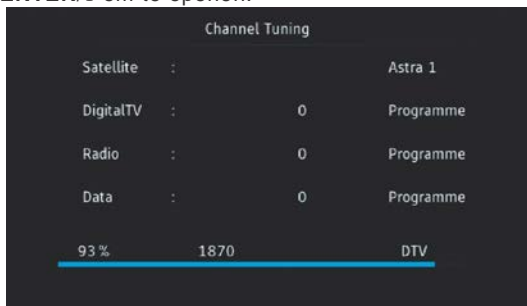 Channel Tuning
Satellite : Astra 1
DigitalTV : 0 Programme
Radio : 0 Programme
Data : 0 Programme
93% 1870 DTV